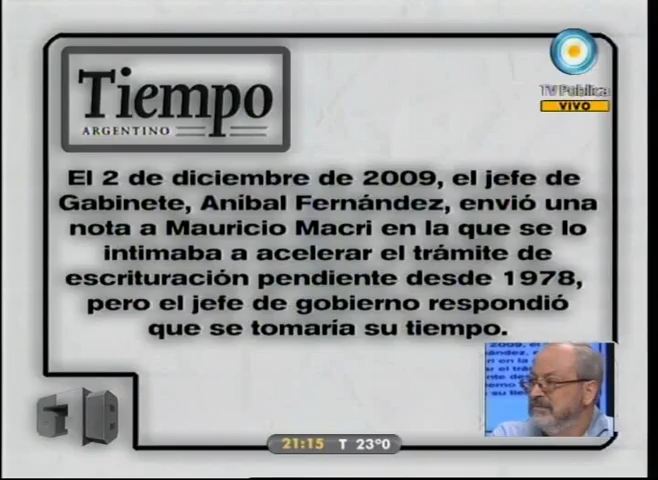 Tiempo
ARGENTINO
TV Pública
VIVO
El 2 de diciembre de 2009, el jefe de
Gabinete, Aníbal Fernández, envió una
nota a Mauricio Macri en la que se lo
intimaba a acelerar el trámite de
escrituración pendiente desde 1978,
pero el jefe de gobierno respondió
que se tomaría su tiempo.
21:15 T 23°0